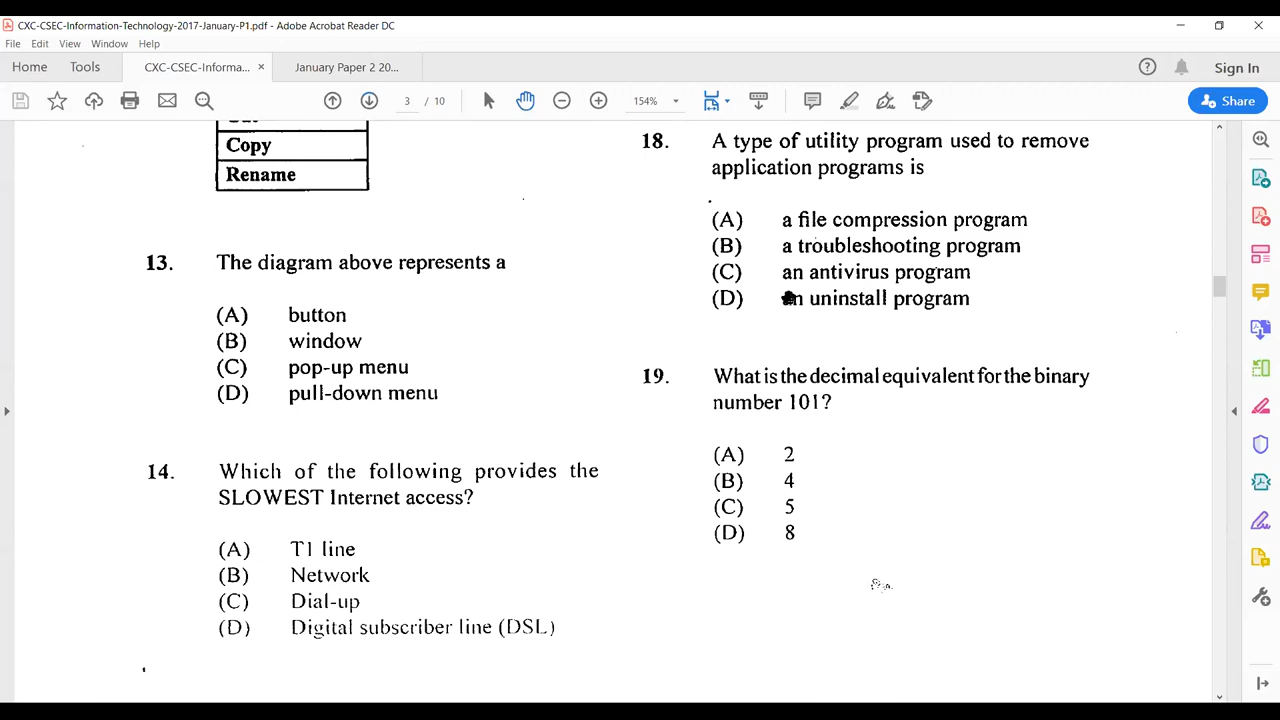 CXC-CSEC-Information-Technology-2017-January-P1.pdf - Adobe Acrobat Reader DC
File Edit View Window Help
Home Tools CXC-CSEC-Informa... × January Paper 2 20... Sign In
3 / 10 154% Share
Copy
Rename
13. The diagram above represents a
(A) button
(B) window
(C) pop-up menu
(D) pull-down menu
14. Which of the following provides the
SLOWEST Internet access?
(A) T1 line
(B) Network
(C) Dial-up
(D) Digital subscriber line (DSL)
18. A type of utility program used to remove
application programs is
(A) a file compression program
(B) a troubleshooting program
(C) an antivirus program
(D) an uninstall program
19. What is the decimal equivalent for the binary
number 101?
(A) 2
(B) 4
(C) 5
(D) 8